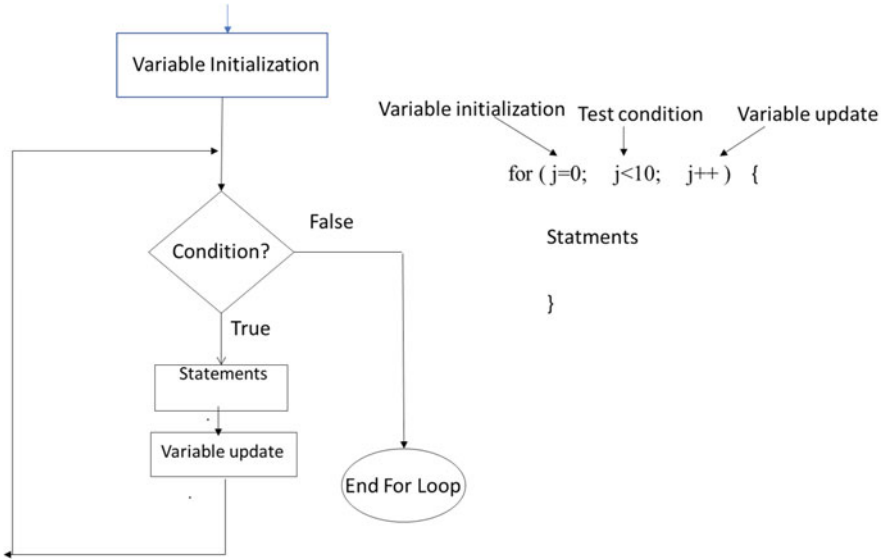 Variable Initialization
Condition?
False
True
Statements
Variable update
End For Loop
Variable initialization Test condition Variable update
for ( j=0; j<10; j++ ) {
Statments
}